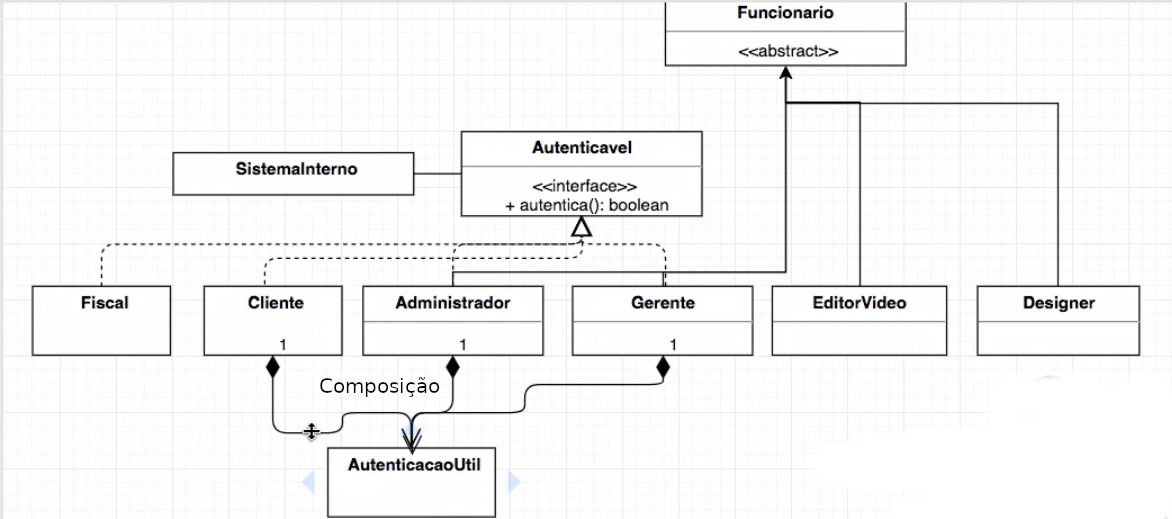 Funcionario
<<abstract>>
Autenticavel
<<interface>>
+ autentica(): boolean
SistemaInterno
Fiscal
Cliente
1
Administrador
1
Gerente
1
EditorVideo
Designer
Composição
AutenticacaoUtil